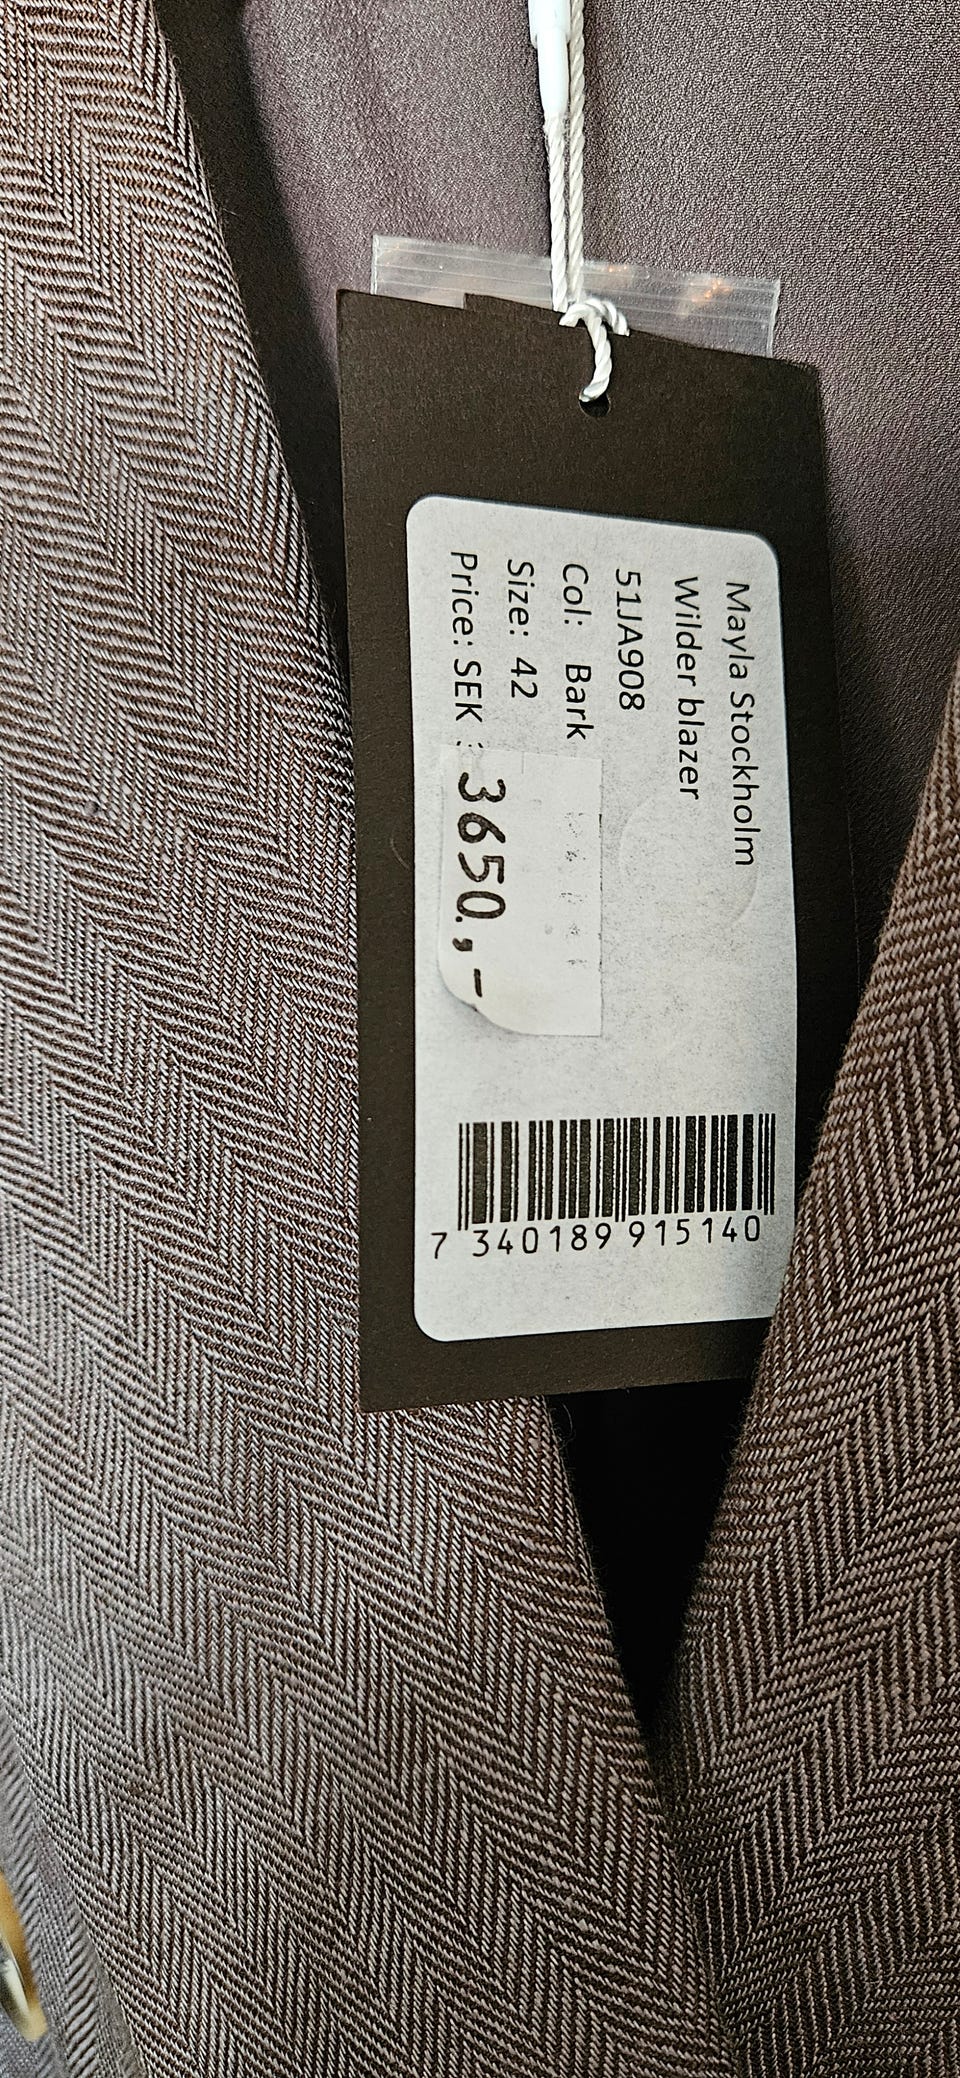 Mayla Stockholm
Wilder blazer
51JA908
Col: Bark
Size: 42
Price: SEK 3650,-
7 340189 915140